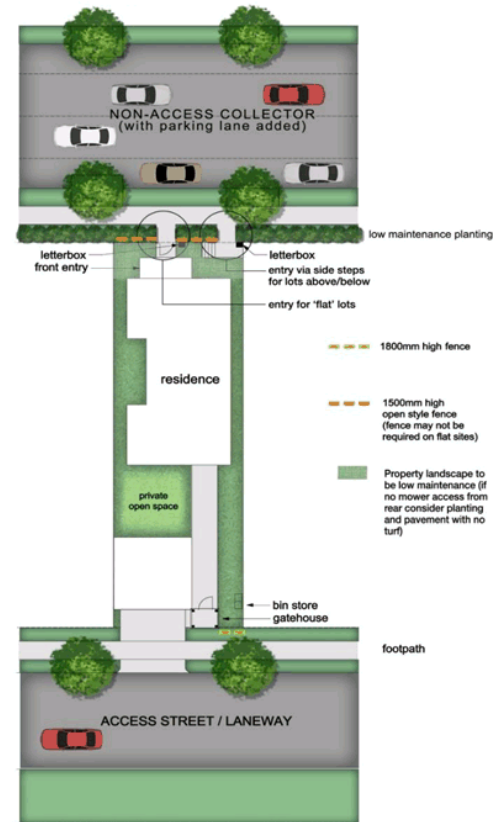 NON-ACCESS COLLECTOR
(with parking lane added)
low maintenance planting
letterbox
front entry
letterbox
entry via side steps
for lots above/below
entry for 'flat' lots
residence
1800mm high fence
1500mm high
open style fence
(fence may not be
required on flat sites)
Property landscape to
be low maintenance (if
no mower access from
rear consider planting
and pavement with no
turf)
private
open space
bin store
gatehouse
footpath
ACCESS STREET / LANEWAY